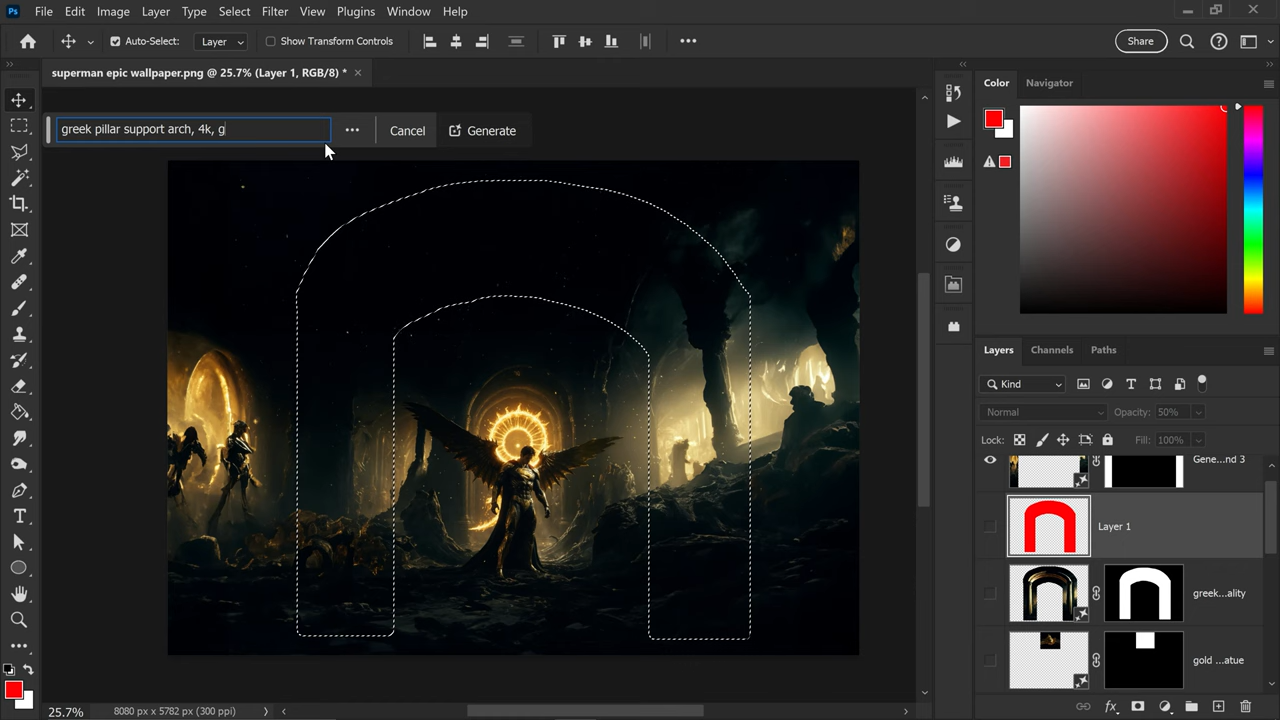 Ps File Edit Image Layer Type Select Filter View Plugins Window Help
Auto-Select: Layer Show Transform Controls Share
superman epic wallpaper.png @ 25.7% (Layer 1, RGB/8) *
greek pillar support arch, 4k, g
Cancel
Generate
Color Navigator
Layers Channels Paths
Kind
Normal Opacity: 50%
Lock: Fill: 100%
Gene...nd 3
Layer 1
greek...ality
gold ...atue
25.7% 8080 px x 5782 px (300 ppi)